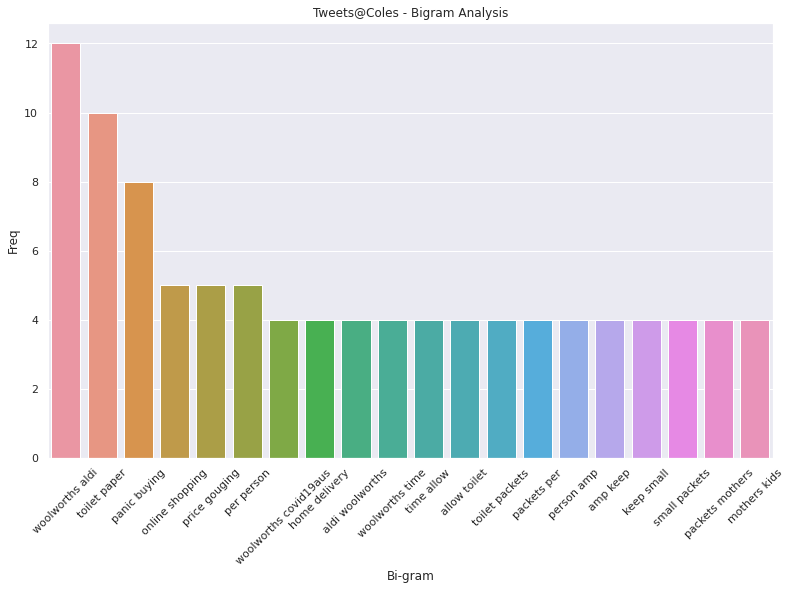 Tweets@Coles - Bigram Analysis
12
10
8
6
4
2
0
Freq
woolworths aldi
toilet paper
panic buying
online shopping
price gouging
per person
woolworths covid19aus
home delivery
aldi woolworths
woolworths time
time allow
allow toilet
toilet packets
packets per
person amp
amp keep
keep small
small packets
packets mothers
mothers kids
Bi-gram